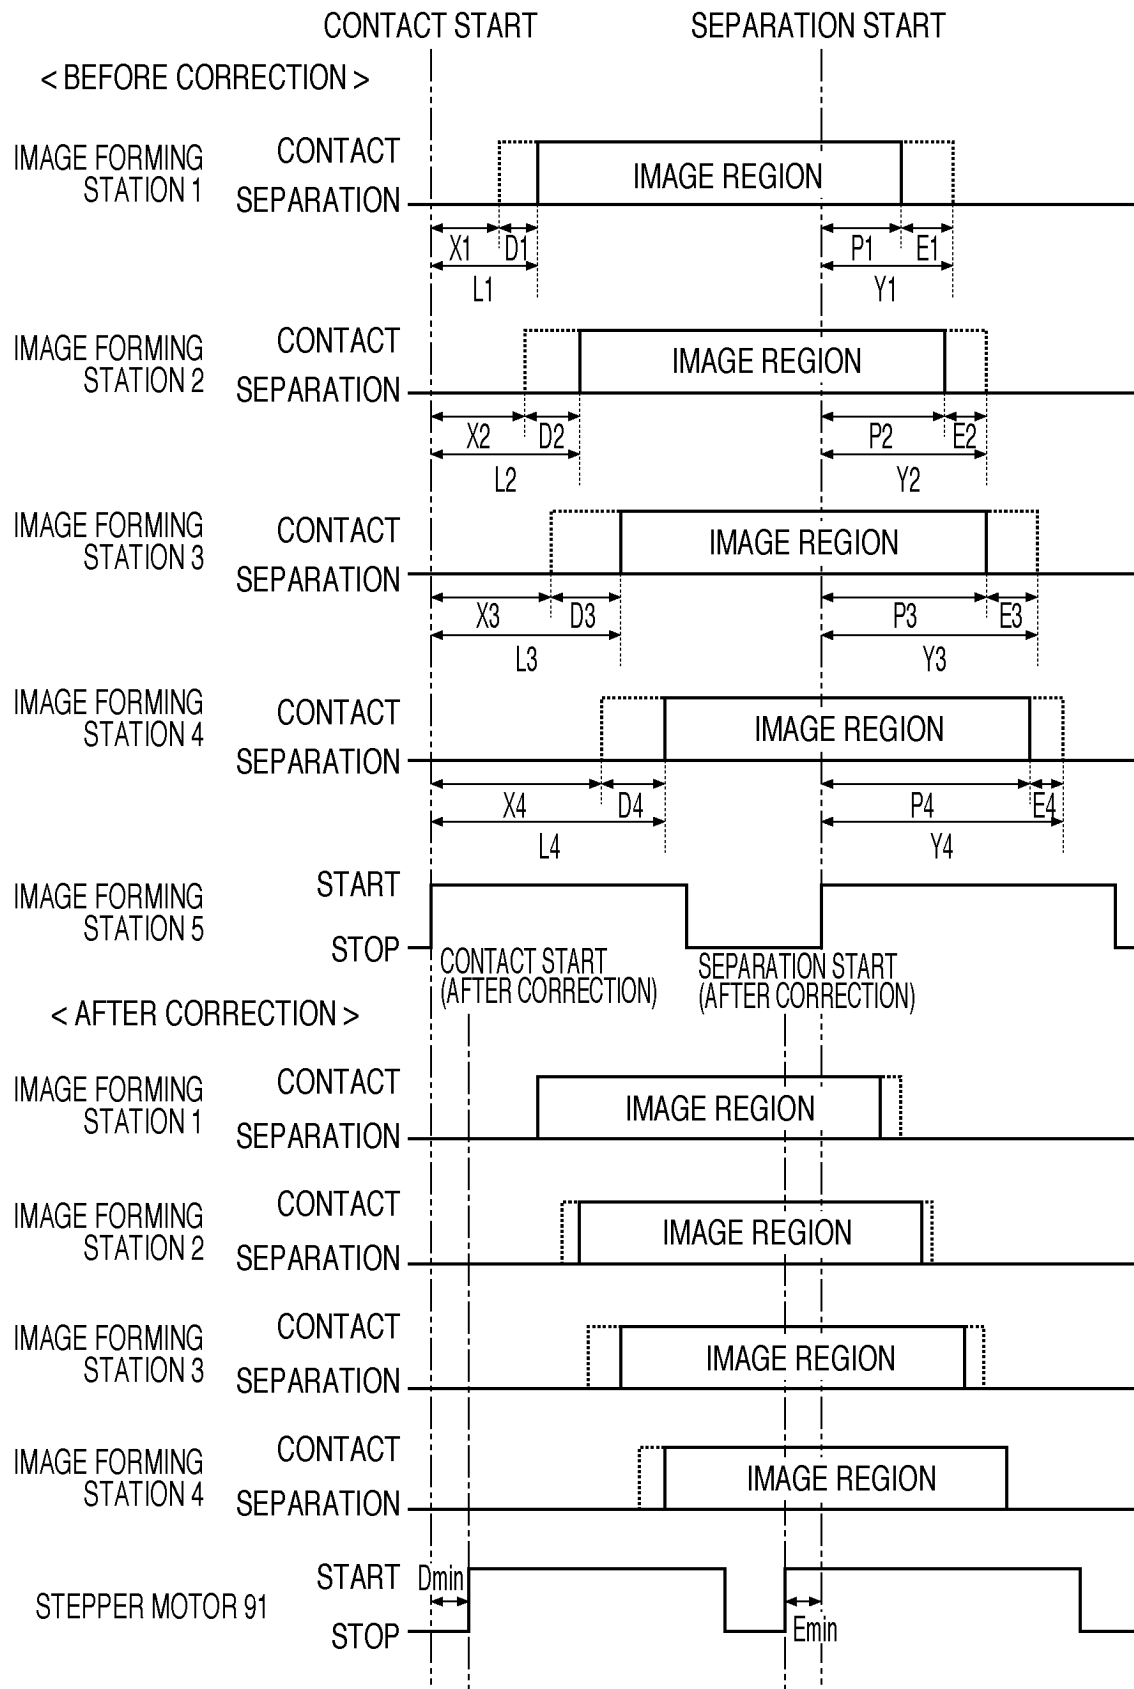 CONTACT START
SEPARATION START
< BEFORE CORRECTION >
IMAGE FORMING
STATION 1
CONTACT
SEPARATION
IMAGE REGION
X1
D1
L1
P1
E1
Y1
IMAGE FORMING
STATION 2
CONTACT
SEPARATION
IMAGE REGION
X2
D2
L2
P2
E2
Y2
IMAGE FORMING
STATION 3
CONTACT
SEPARATION
IMAGE REGION
X3
D3
L3
P3
E3
Y3
IMAGE FORMING
STATION 4
CONTACT
SEPARATION
IMAGE REGION
X4
D4
L4
P4
E4
Y4
IMAGE FORMING
STATION 5
START
STOP
CONTACT START
(AFTER CORRECTION)
SEPARATION START
(AFTER CORRECTION)
< AFTER CORRECTION >
IMAGE FORMING
STATION 1
CONTACT
SEPARATION
IMAGE REGION
IMAGE FORMING
STATION 2
CONTACT
SEPARATION
IMAGE REGION
IMAGE FORMING
STATION 3
CONTACT
SEPARATION
IMAGE REGION
IMAGE FORMING
STATION 4
CONTACT
SEPARATION
IMAGE REGION
STEPPER MOTOR 91
START
STOP
Dmin
Emin